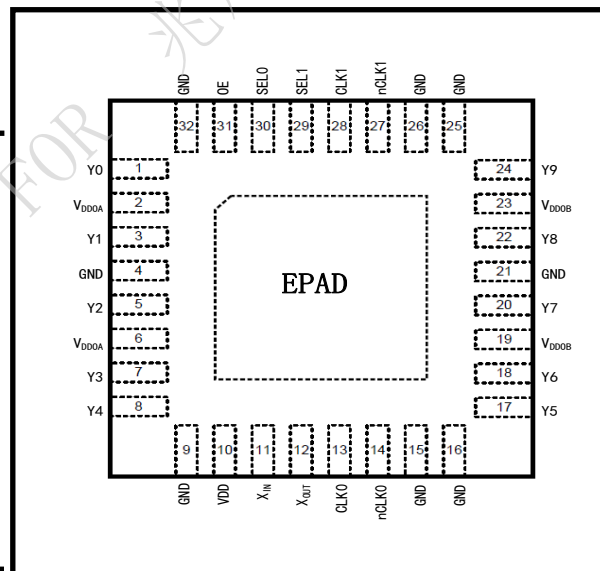 兆
FOR
GND OE SEL0 SEL1 CLK1 nCLK1 GND GND
32 31 30 29 28 27 26 25
Y0 1 24 Y9
VDDOA 2 23 VDDOB
Y1 3 22 Y8
GND 4 21 GND
EPAD
Y2 5 20 Y7
VDDOA 6 19 VDDOB
Y3 7 18 Y6
Y4 8 17 Y5
9 10 11 12 13 14 15 16
GND VDD XIN XOUT CLK0 nCLK0 GND GND